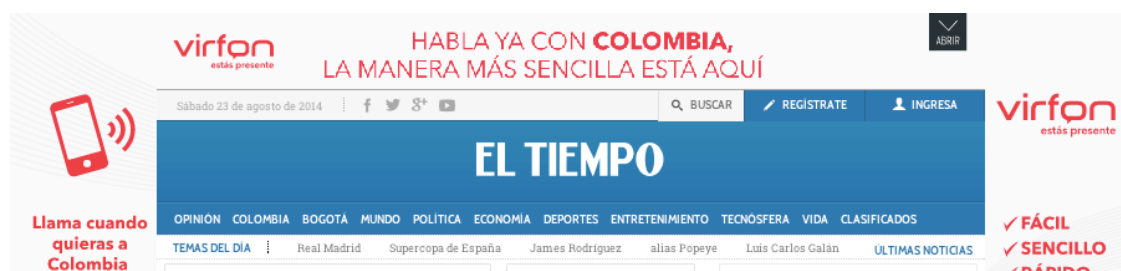 virfon
estás presente
HABLA YA CON COLOMBIA,
LA MANERA MÁS SENCILLA ESTÁ AQUÍ
ABRIR
Sábado 23 de agosto de 2014
BUSCAR
REGÍSTRATE
INGRESA
EL TIEMPO
OPINIÓN COLOMBIA BOGOTÁ MUNDO POLÍTICA ECONOMÍA DEPORTES ENTRETENIMIENTO TECNÓSFERA VIDA CLASIFICADOS
TEMAS DEL DÍA Real Madrid Supercopa de España James Rodríguez alias Popeye Luis Carlos Galán ÚLTIMAS NOTICIAS
Llama cuando
quieras a
Colombia
virfon
estás presente
✓ FÁCIL
✓ SENCILLO
✓ RÁPIDO